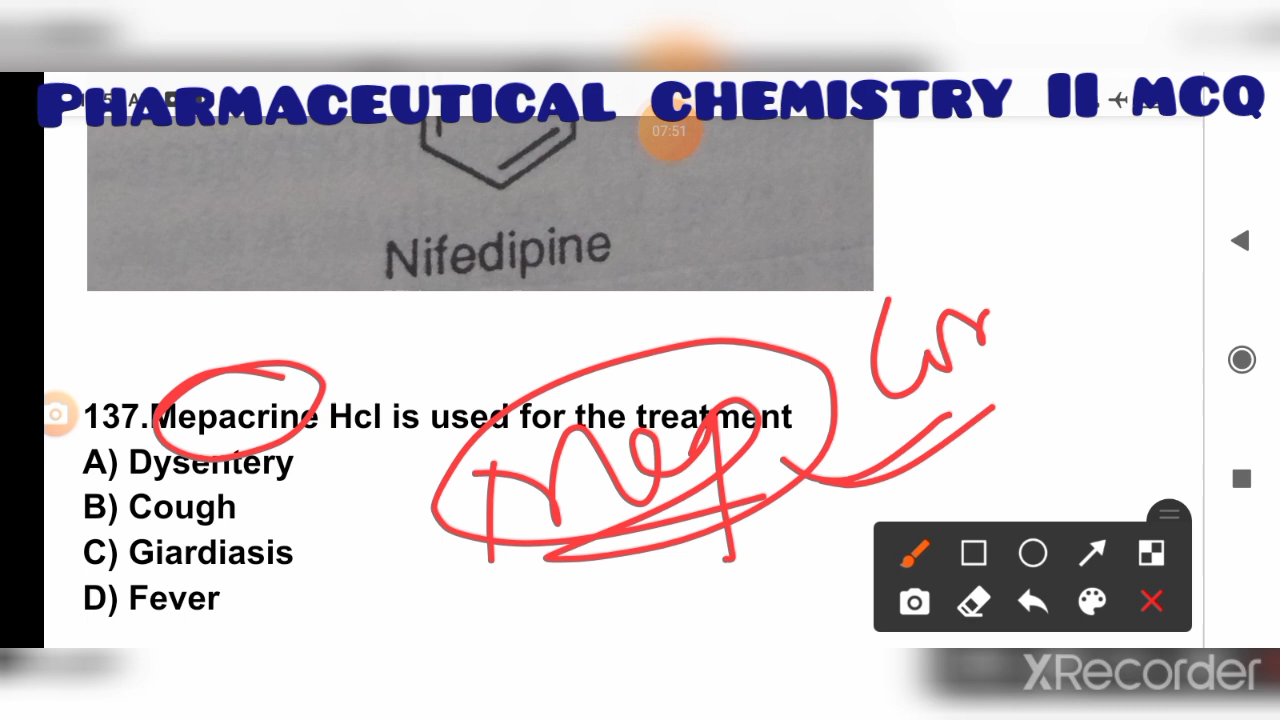 PHARMACEUTICAL CHEMISTRY II MCQ
07:51
Nifedipine
137.Mepacrine Hcl is used for the treatment
A) Dysentery
B) Cough
C) Giardiasis
D) Fever
Mep
XRecorder